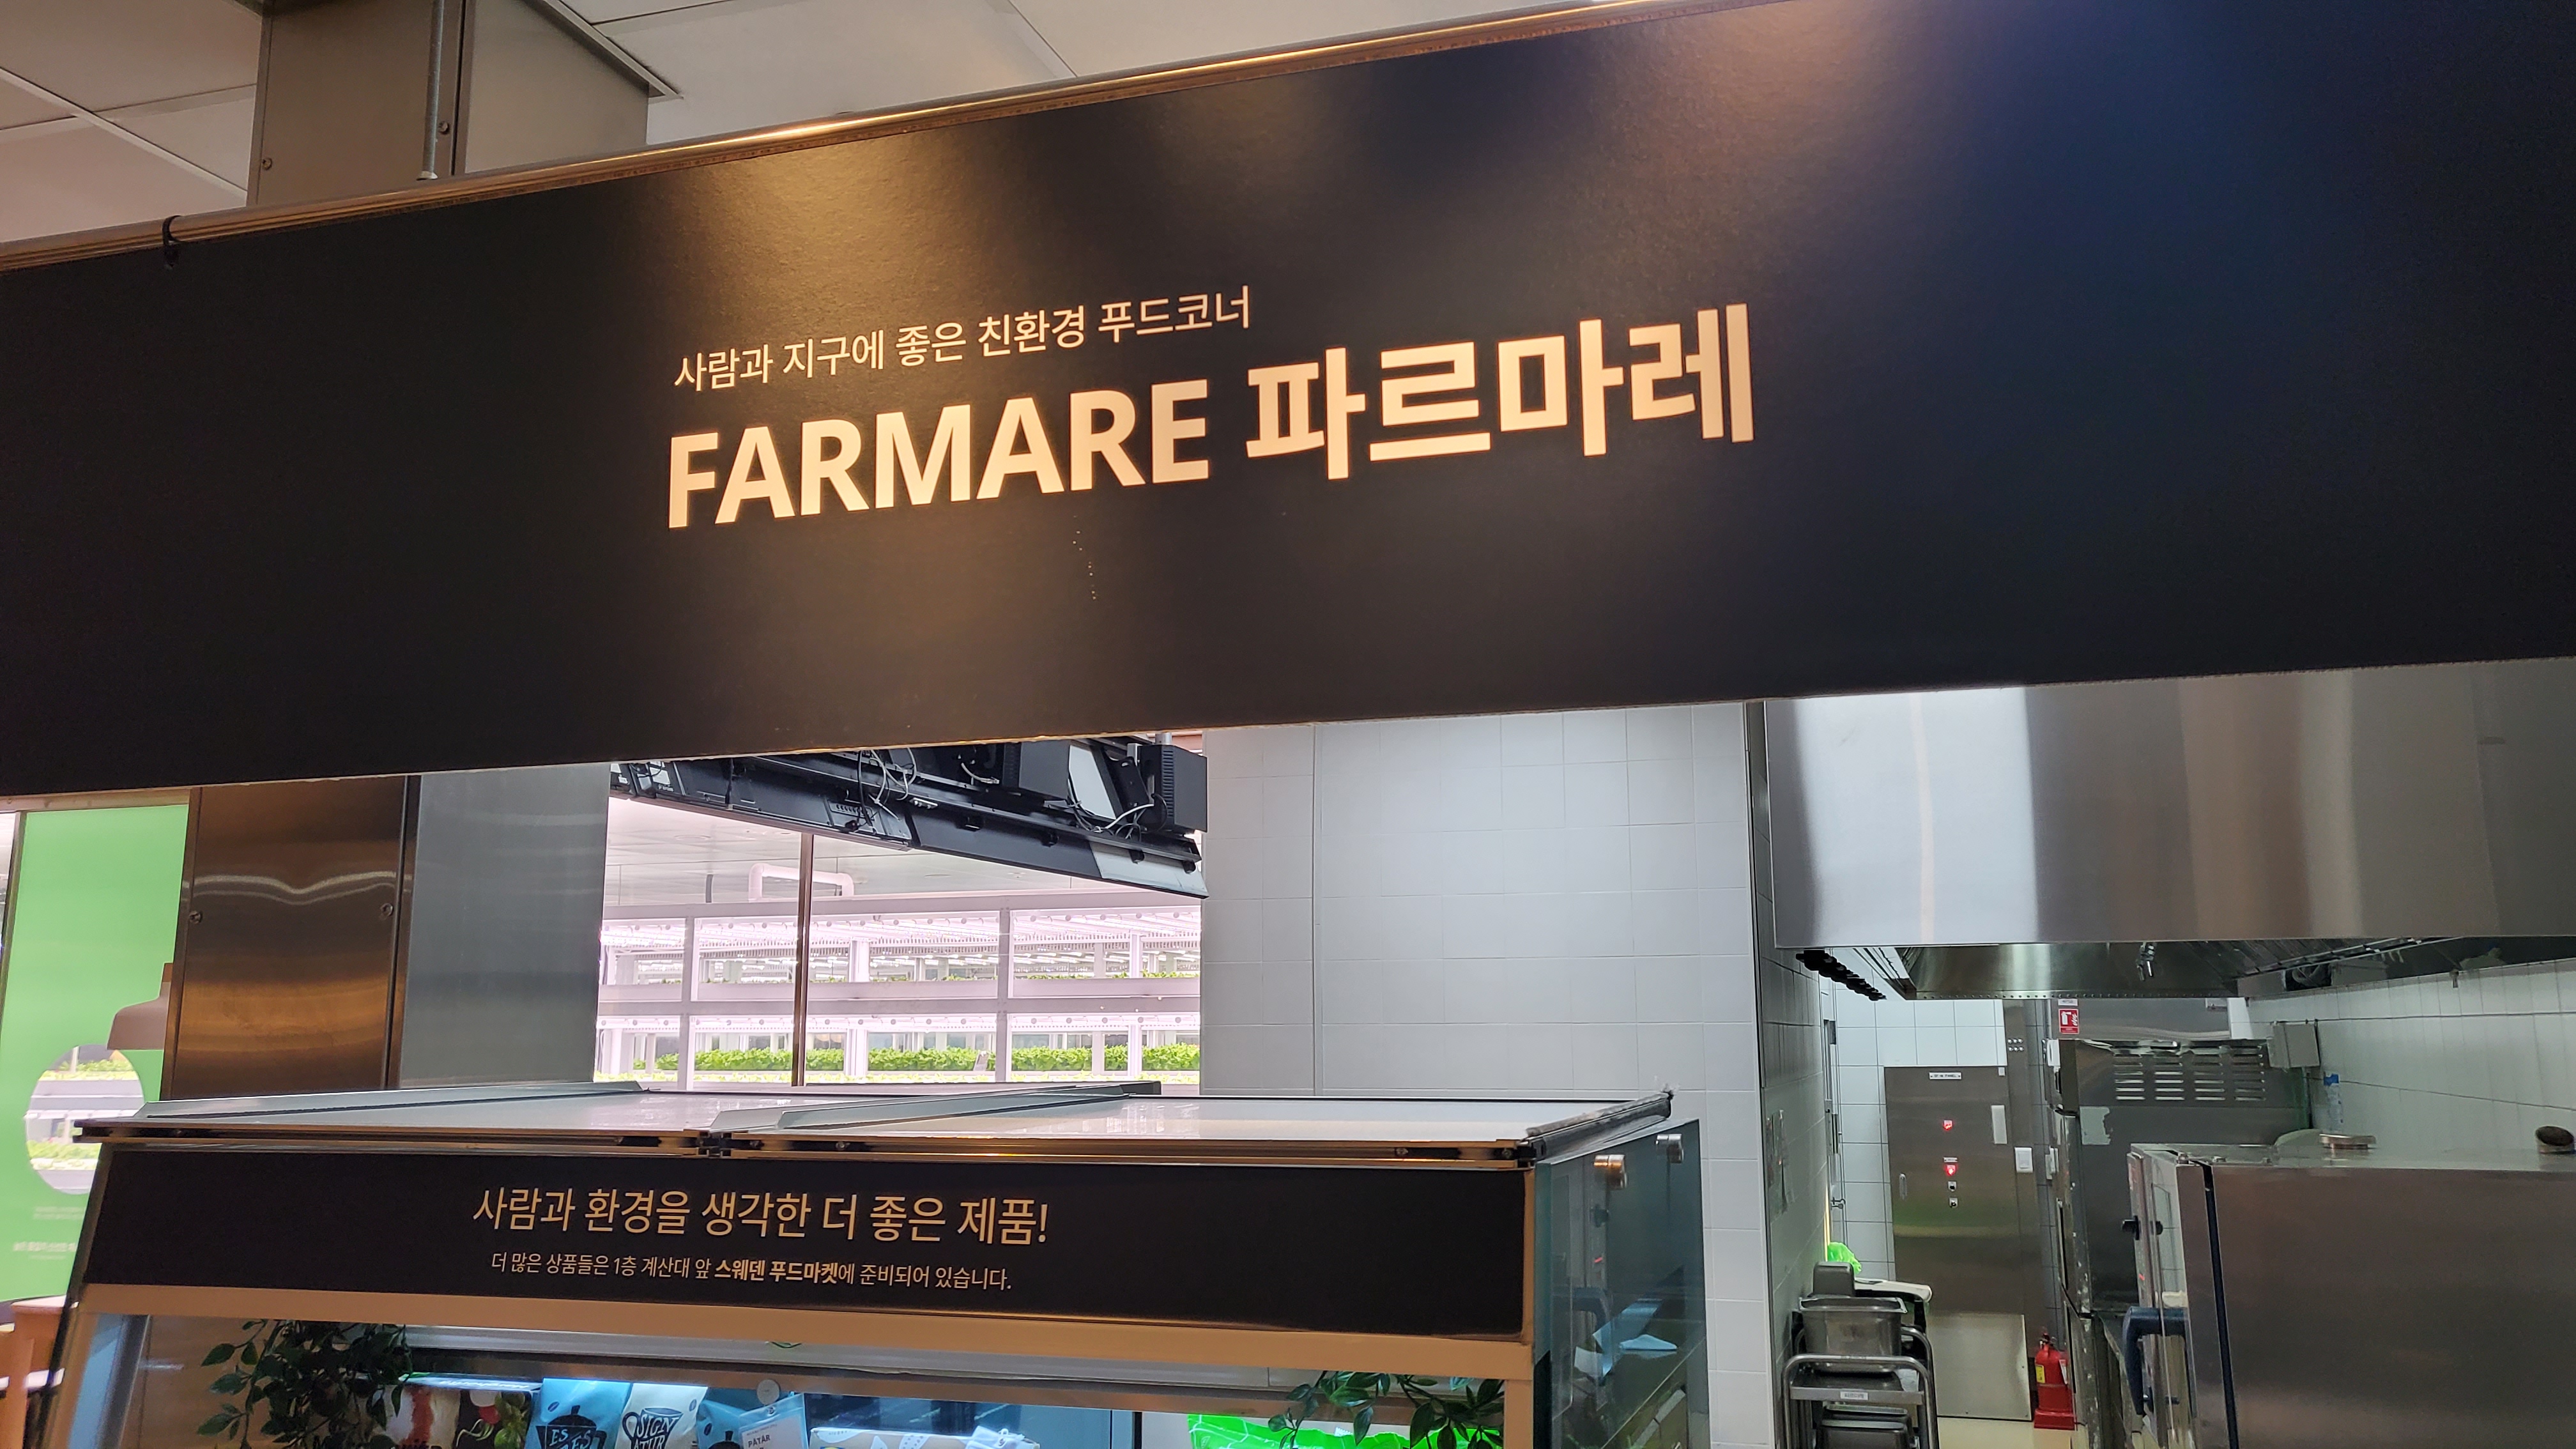 사람과 지구에 좋은 친환경 푸드코너
FARMARE 파르마레
사람과 환경을 생각한 더 좋은 제품!
더 많은 상품들은 1층 계산대 앞 스웨덴 푸드마켓에 준비되어 있습니다.
PÅTÅR